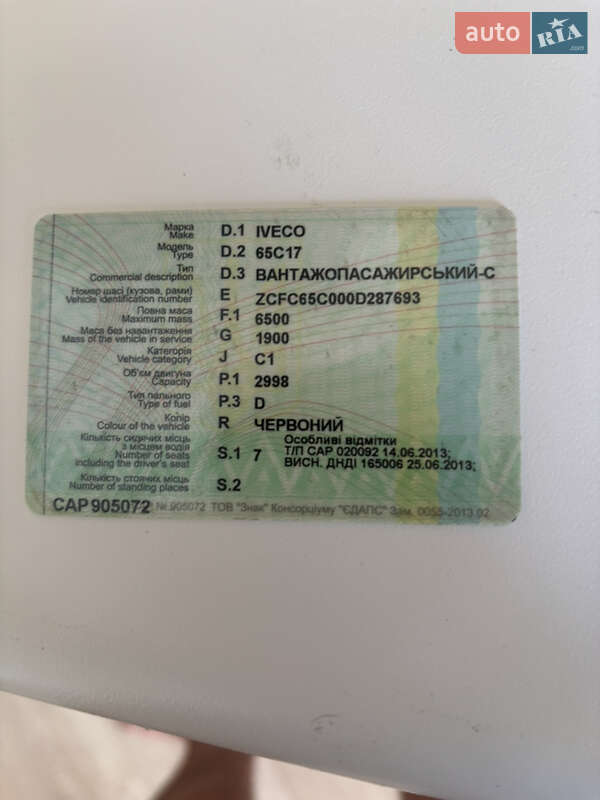 auto RIA .com
Марка D.1 IVECO
Make
Модель D.2 65C17
Type
Тип D.3 ВАНТАЖОПАСАЖИРСЬКИЙ-С
Commercial description
Номер шасі (кузова, рами) E ZCFC65C000D287693
Vehicle identification number
Повна маса F.1 6500
Maximum mass
Маса без навантаження G 1900
Mass of the vehicle in service
Категорія J C1
Vehicle category
Об'єм двигуна P.1 2998
Capacity
Тип пального P.3 D
Type of fuel
Колір R ЧЕРВОНИЙ
Colour of the vehicle
Кількість сидячих місць Особливі відмітки
з місцем водія Т/П САР 020092 14.06.2013;
Number of seats S.1 7 ВИСН. ДНДІ 165006 25.06.2013;
including the driver's seat
Кількість стоячих місць S.2
Number of standing places
САР 905072 № 905072 ТОВ "Знак" Консорціуму "ЄДАПС" Зам. 0055-2013.02